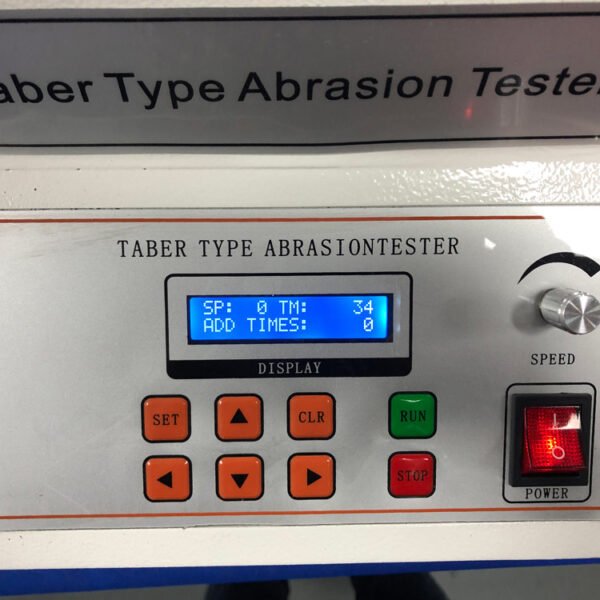 aber Type Abrasion Tester
TABER TYPE ABRASIONTESTER
SP: 0 TM: 34
ADD TIMES: 0
DISPLAY
SPEED
SET
CLR
RUN
STOP
POWER